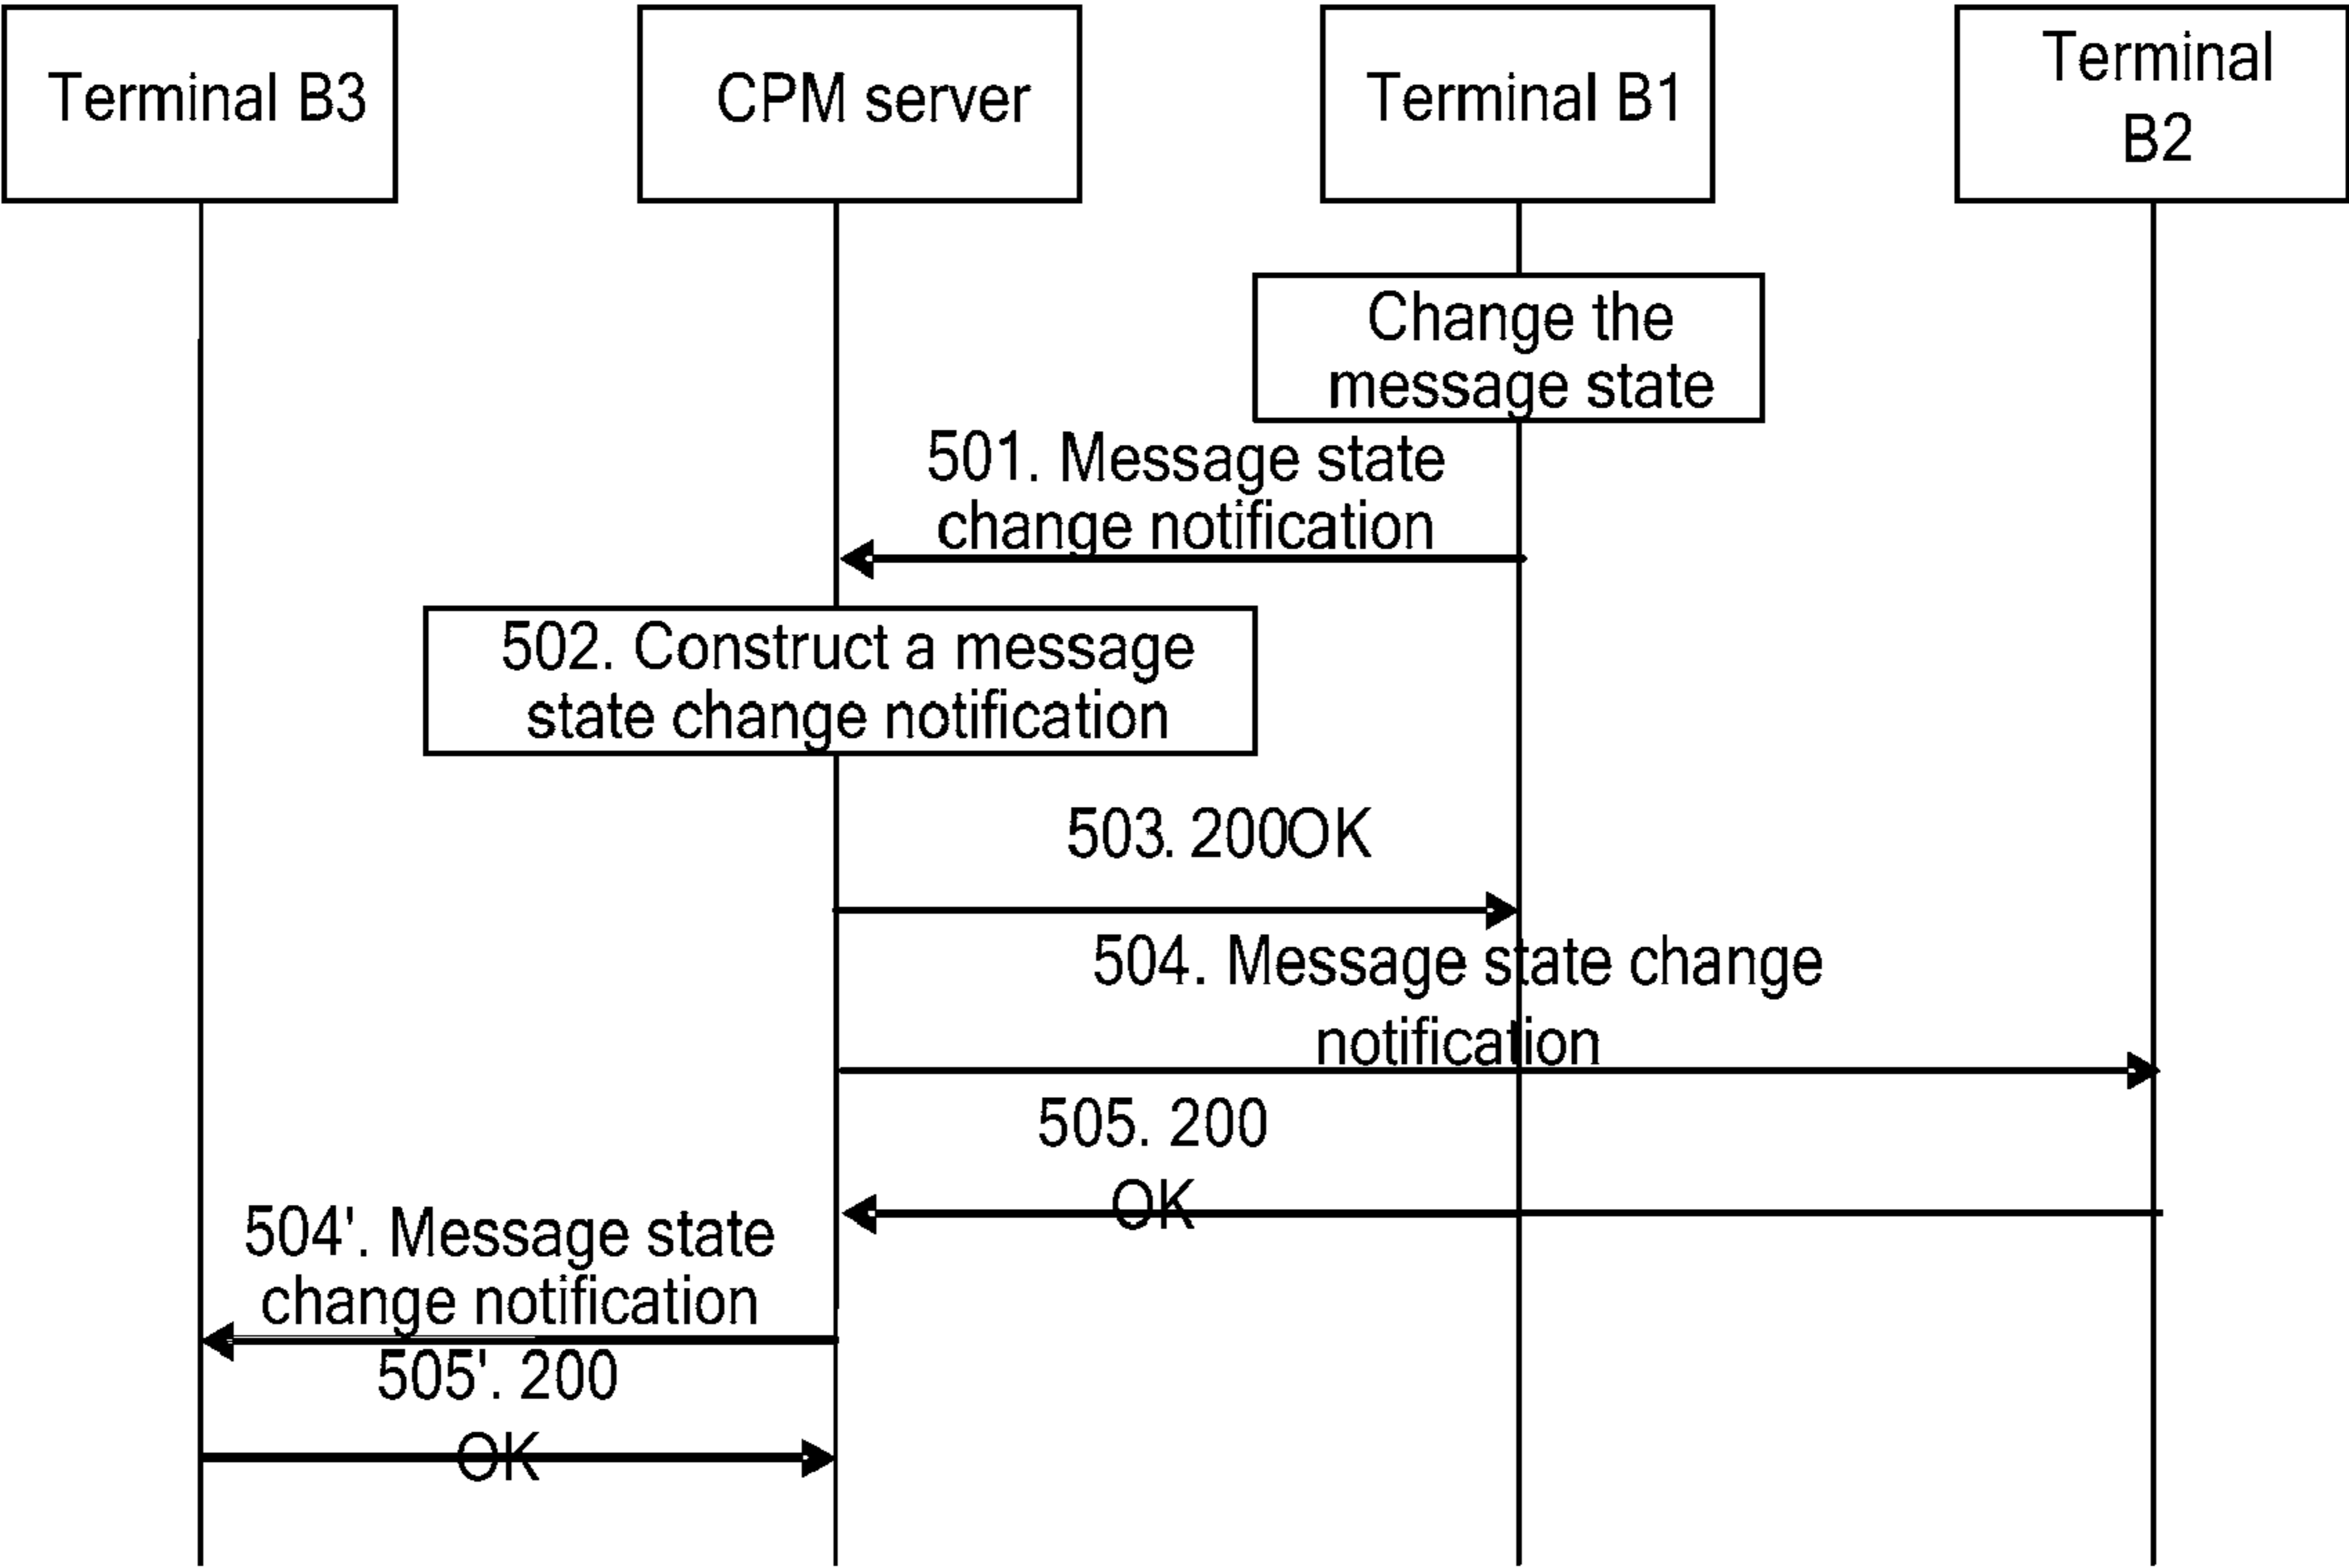 Terminal B3
CPM server
Terminal B1
Terminal
B2
Change the
message state
501. Message state
change notification
502. Construct a message
state change notification
503. 200OK
504. Message state change
notification
505. 200
OK
504'. Message state
change notification
505'. 200
OK